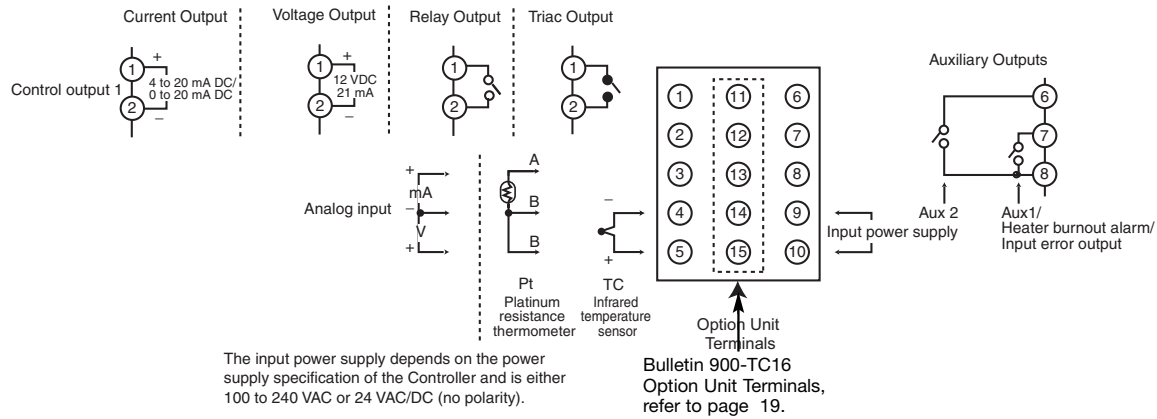 Current Output
Voltage Output
Relay Output
Triac Output
Control output 1
1
2
+
4 to 20 mA DC/
0 to 20 mA DC
–
1
2
+
12 VDC
21 mA
–
1
2
1
2
Analog input
+
mA
–
V
+
A
B
B
Pt
Platinum
resistance
thermometer
–
+
TC
Infrared
temperature
sensor
1 11 6
2 12 7
3 13 8
4 14 9
5 15 10
Option Unit
Terminals
Bulletin 900-TC16
Option Unit Terminals,
refer to page 19.
Input power supply
Auxiliary Outputs
6
7
8
Aux 2
Aux1/
Heater burnout alarm/
Input error output
The input power supply depends on the power
supply specification of the Controller and is either
100 to 240 VAC or 24 VAC/DC (no polarity).